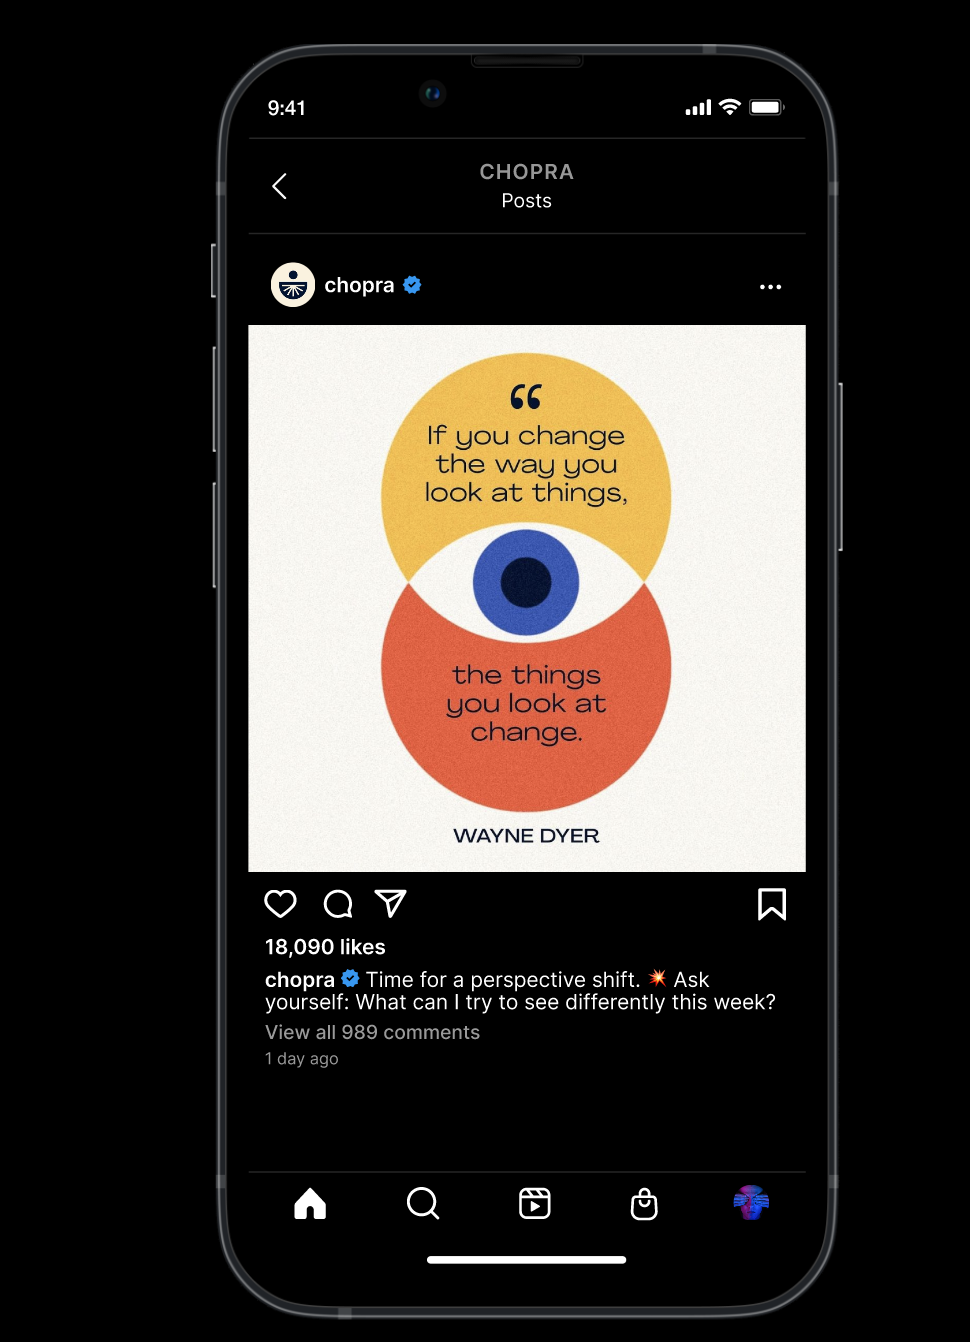 9:41
CHOPRA
Posts
chopra
“
If you change
the way you
look at things,
the things
you look at
change.
WAYNE DYER
18,090 likes
chopra Time for a perspective shift. 💥 Ask
yourself: What can I try to see differently this week?
View all 989 comments
1 day ago